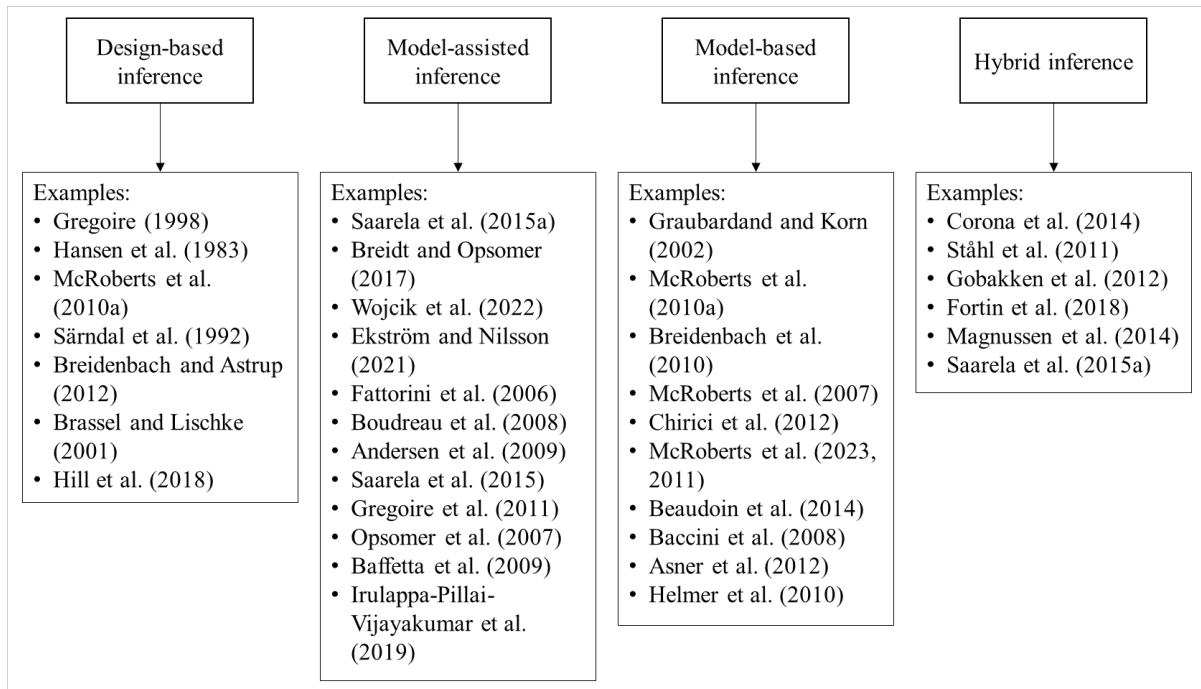 Design-based
inference
Examples:
• Gregoire (1998)
• Hansen et al. (1983)
• McRoberts et al.
(2010a)
• Särndal et al. (1992)
• Breidenbach and Astrup
(2012)
• Brassel and Lischke
(2001)
• Hill et al. (2018)
Model-assisted
inference
Examples:
• Saarela et al. (2015a)
• Breidt and Opsomer
(2017)
• Wojcik et al. (2022)
• Ekström and Nilsson
(2021)
• Fattorini et al. (2006)
• Boudreau et al. (2008)
• Andersen et al. (2009)
• Saarela et al. (2015)
• Gregoire et al. (2011)
• Opsomer et al. (2007)
• Baffetta et al. (2009)
• Irulappa-Pillai-
Vijayakumar et al.
(2019)
Model-based
inference
Examples:
• Graubardand and Korn
(2002)
• McRoberts et al.
(2010a)
• Breidenbach et al.
(2010)
• McRoberts et al. (2007)
• Chirici et al. (2012)
• McRoberts et al. (2023,
2011)
• Beaudoin et al. (2014)
• Baccini et al. (2008)
• Asner et al. (2012)
• Helmer et al. (2010)
Hybrid inference
Examples:
• Corona et al. (2014)
• Ståhl et al. (2011)
• Gobakken et al. (2012)
• Fortin et al. (2018)
• Magnussen et al. (2014)
• Saarela et al. (2015a)